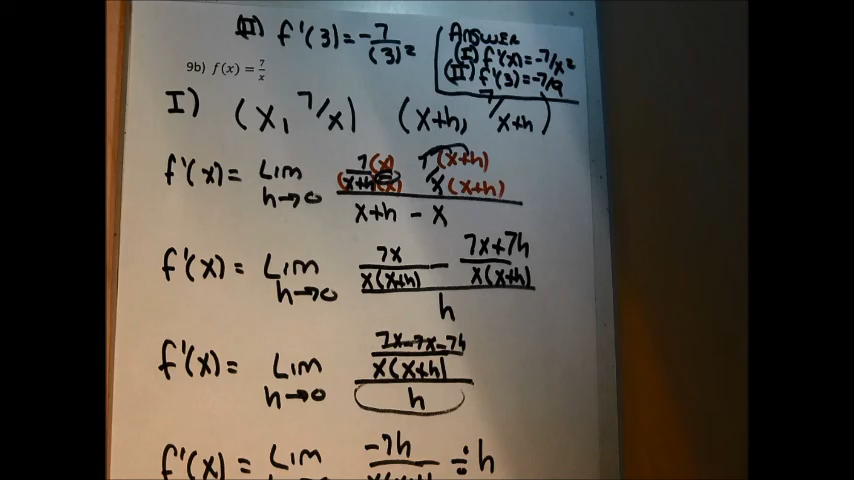 (II) f'(3) = -7/(3)²
Answer
(I) f'(x) = -7/x²
(II) f'(3) = -7/9
9b) f(x) = 7/x
I) (x, 7/x) (x+h, 7/x+h)
f'(x) = Lim h→0 7(x)/(x+h)(x) 7(x+h)/x(x+h)
x+h - x
f'(x) = Lim h→0 7x/x(x+h) - 7x+7h/x(x+h)
h
f'(x) = Lim h→0 7x-7x-7h/x(x+h)
h
f'(x) = Lim -7h ÷ h